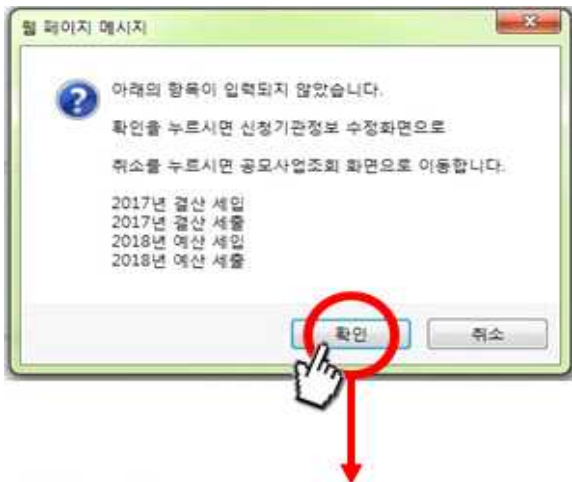 웹 페이지 메시지
아래의 항목이 입력되지 않았습니다.
확인을 누르시면 신청기관정보 수정화면으로
취소를 누르시면 공모사업조회 화면으로 이동합니다.
2017년 결산 세입
2017년 결산 세출
2018년 예산 세입
2018년 예산 세출
확인
취소